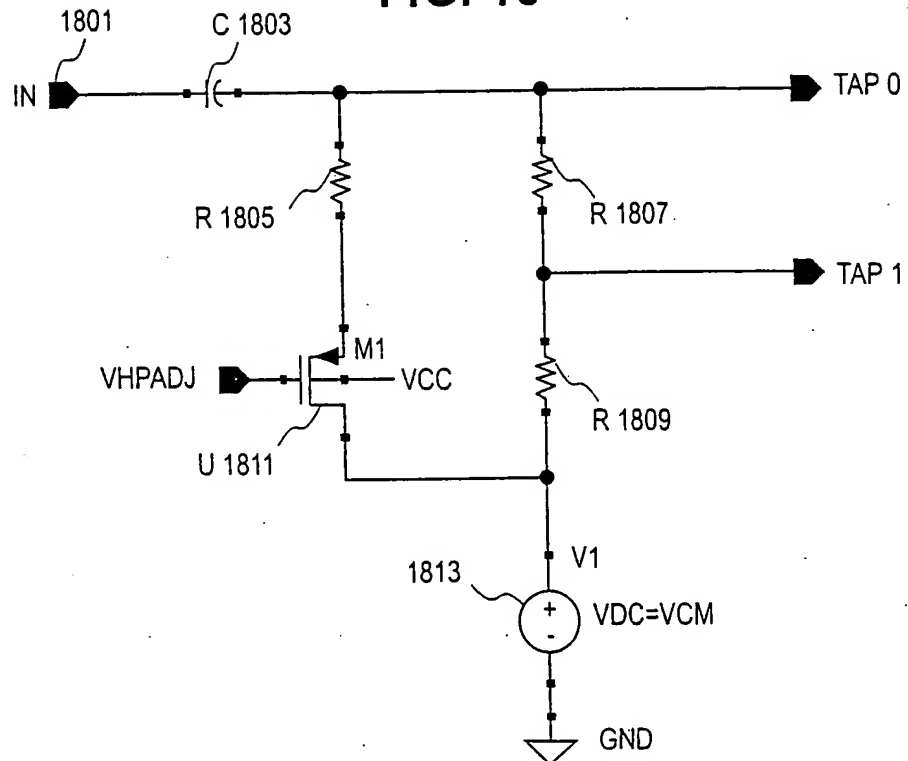 1801
C 1803
IN
TAP 0
R 1805
R 1807
TAP 1
M1
VHPADJ
VCC
R 1809
U 1811
V1
1813
+
VDC=VCM
-
GND